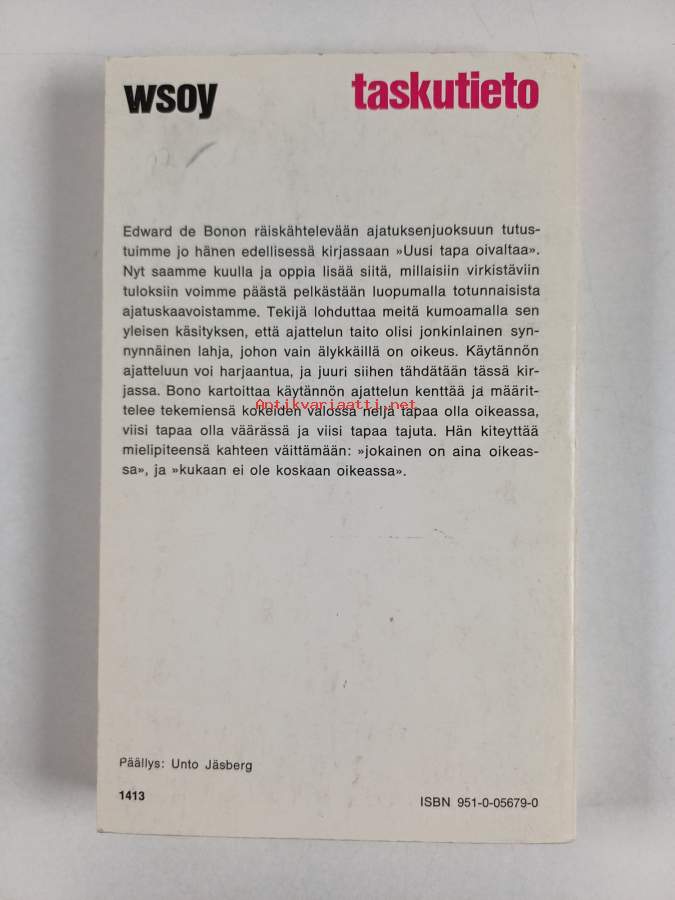 wsoy
taskutieto
Edward de Bonon räiskähtelevään ajatuksenjuoksuun tutus-
tuimme jo hänen edellisessä kirjassaan »Uusi tapa oivaltaa».
Nyt saamme kuulla ja oppia lisää siitä, millaisiin virkistäviin
tuloksiin voimme päästä pelkästään luopumalla totunnaisista
ajatuskaavoistamme. Tekijä lohduttaa meitä kumoamalla sen
yleisen käsityksen, että ajattelun taito olisi jonkinlainen syn-
nynnäinen lahja, johon vain älykkäillä on oikeus. Käytännön
ajatteluun voi harjaantua, ja juuri siihen tähdätään tässä kir-
jassa. Bono kartoittaa käytännön ajattelun kenttää ja määrit-
telee tekemiensä kokeiden valossa neljä tapaa olla oikeassa,
Antikvariaatti.net
viisi tapaa olla väärässä ja viisi tapaa tajuta. Hän kiteyttää
mielipiteensä kahteen väittämään: »jokainen on aina oikeas-
sa», ja »kukaan ei ole koskaan oikeassa».
Päällys: Unto Jäsberg
1413
ISBN 951-0-05679-0